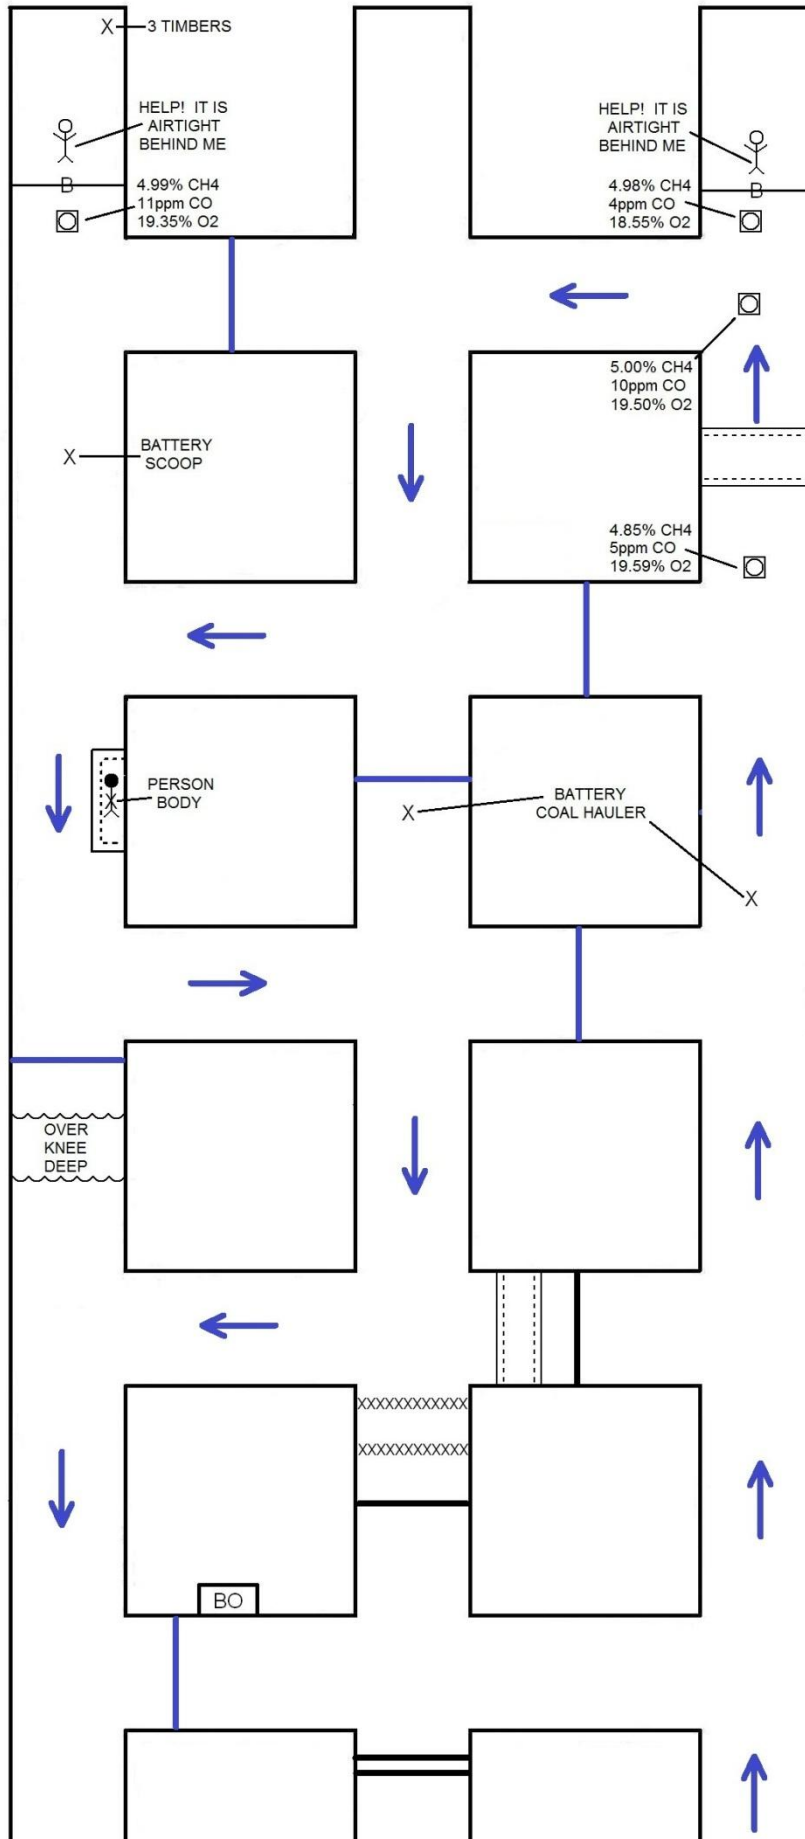 X 3 TIMBERS
HELP! IT IS
AIRTIGHT
BEHIND ME
HELP! IT IS
AIRTIGHT
BEHIND ME
B
4.99% CH4
11ppm CO
19.35% O2
4.98% CH4
4ppm CO
18.55% O2
B
5.00% CH4
10ppm CO
19.50% O2
X
BATTERY
SCOOP
4.85% CH4
5ppm CO
19.59% O2
X
PERSON
BODY
X
BATTERY
COAL HAULER
X
OVER
KNEE
DEEP
XXXXXXXXXXXX
XXXXXXXXXXXX
BO